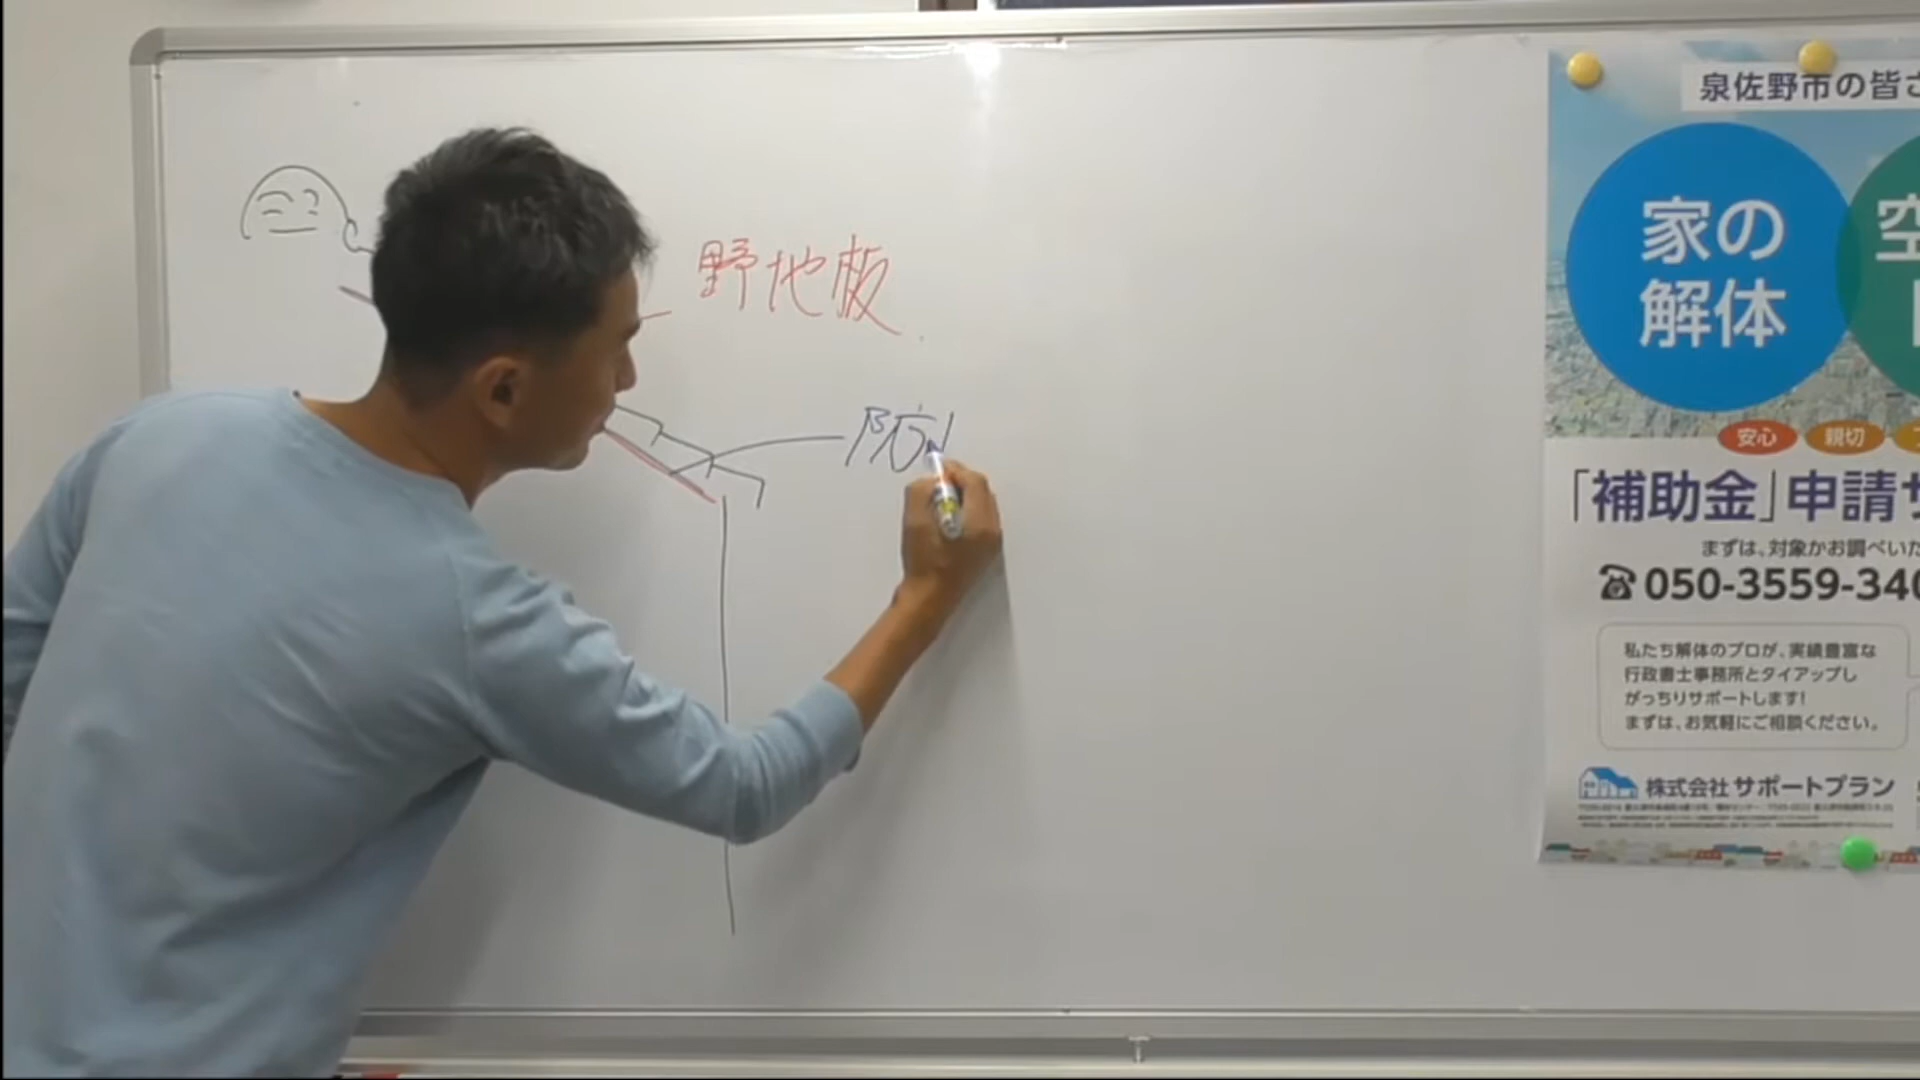 野地板
防
泉佐野市の皆さ
家の
解体
空
安心
親切
「補助金」申請サ
まずは、対象かお調べいた
☎050-3559-340
私たち解体のプロが、実績豊富な
行政書士事務所とタイアップし
がっちりサポートします!
まずは、お気軽にご相談ください。
株式会社サポートプラン